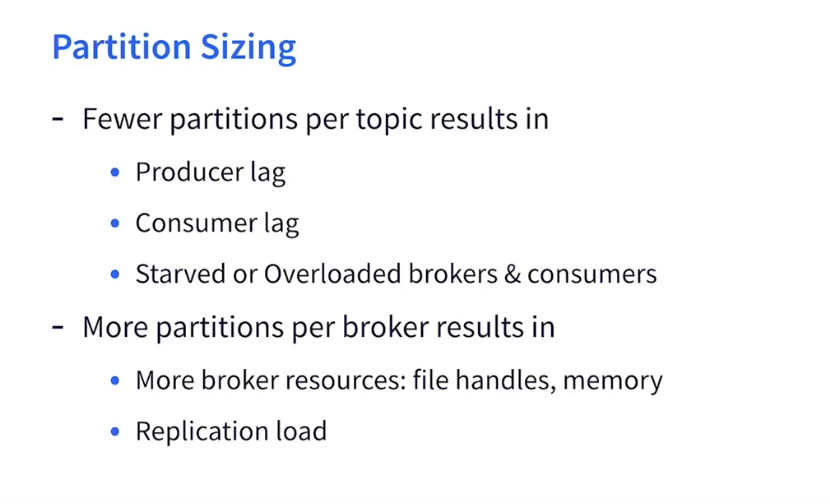 Partition Sizing
- Fewer partitions per topic results in
• Producer lag
• Consumer lag
• Starved or Overloaded brokers & consumers
- More partitions per broker results in
• More broker resources: file handles, memory
• Replication load